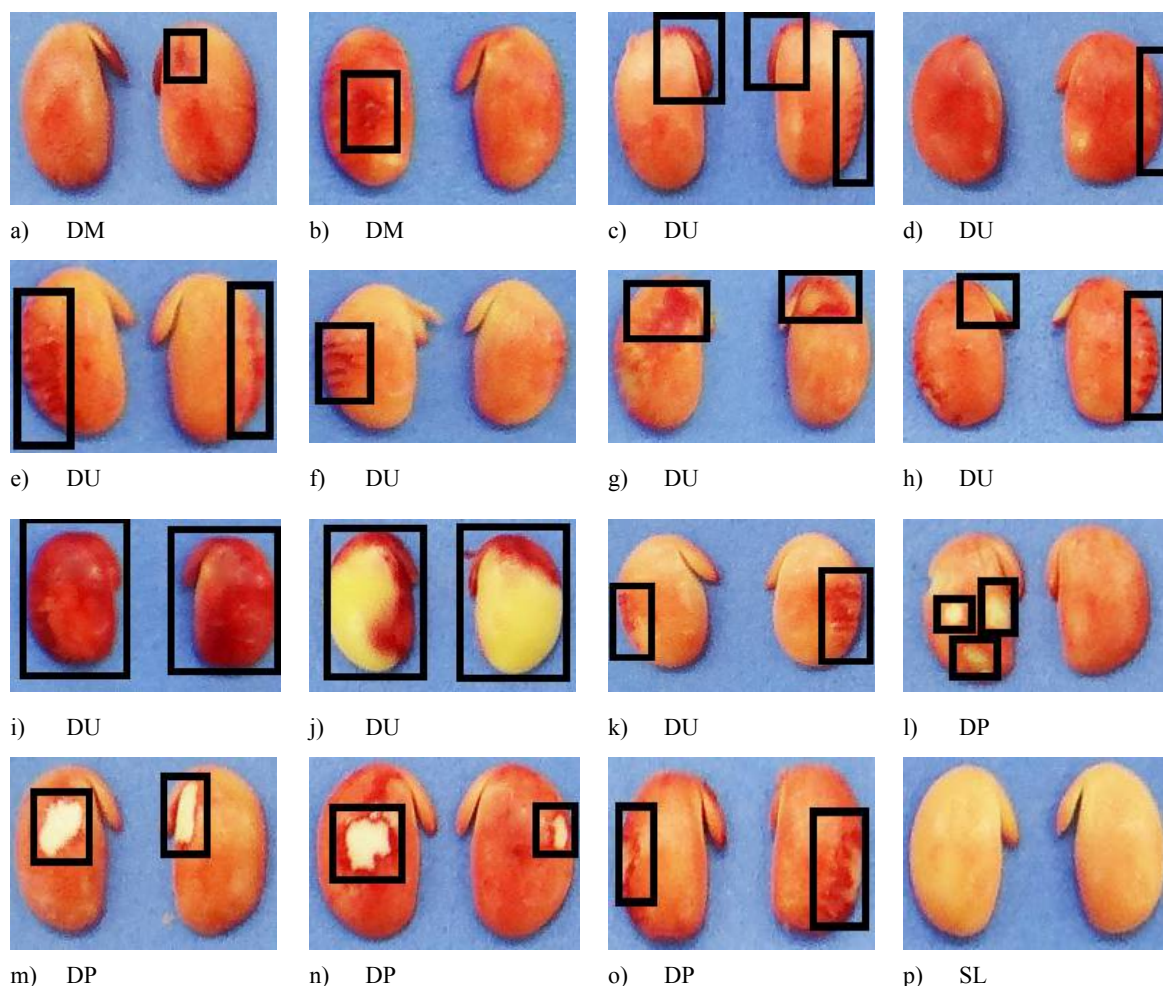 a) DM b) DM c) DU d) DU
e) DU f) DU g) DU h) DU
i) DU j) DU k) DU l) DP
m) DP n) DP o) DP p) SL